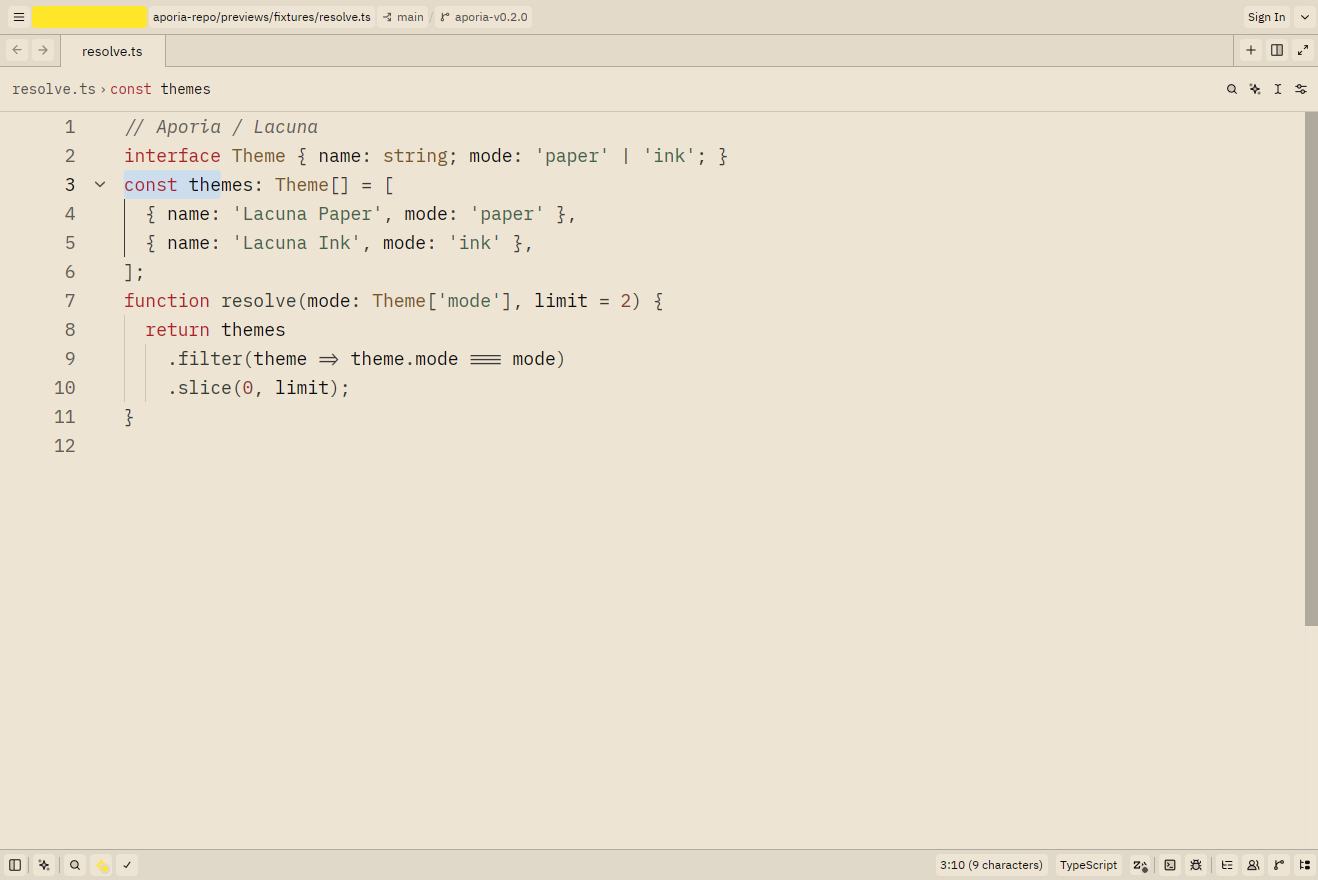 aporia-repo/previews/fixtures/resolve.ts main / aporia-v0.2.0 Sign In
resolve.ts
resolve.ts › const themes
1 // Aporia / Lacuna
2 interface Theme { name: string; mode: 'paper' | 'ink'; }
3 const themes: Theme[] = [
4 { name: 'Lacuna Paper', mode: 'paper' },
5 { name: 'Lacuna Ink', mode: 'ink' },
6 ];
7 function resolve(mode: Theme['mode'], limit = 2) {
8 return themes
9 .filter(theme => theme.mode === mode)
10 .slice(0, limit);
11 }
12
3:10 (9 characters) TypeScript